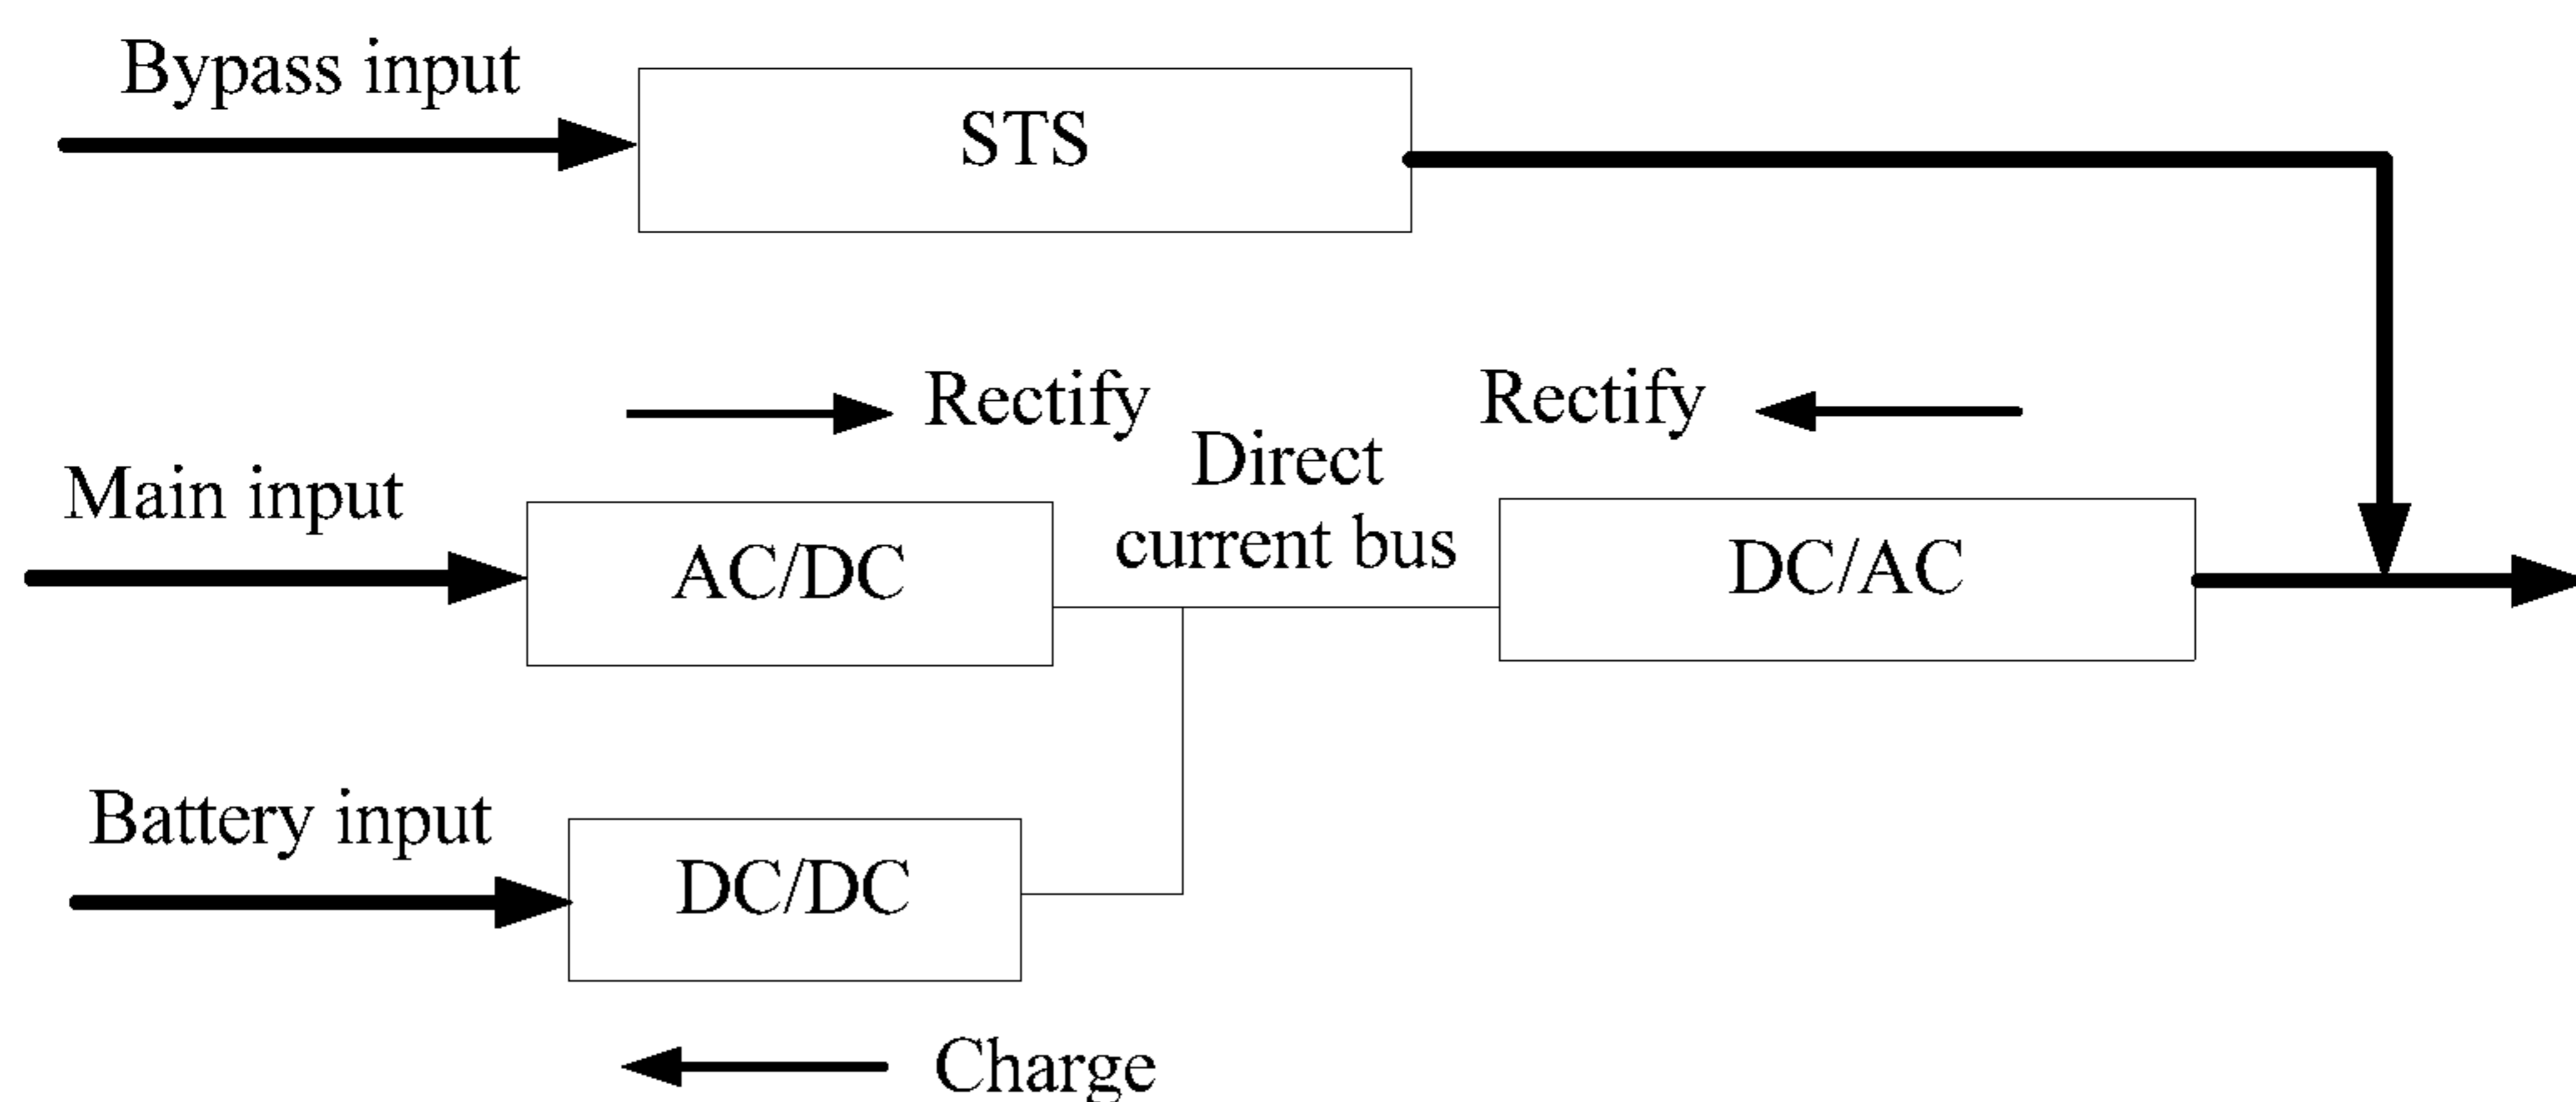 Bypass input
STS
Rectify
Rectify
Main input
Direct
current bus
AC/DC
DC/AC
Battery input
DC/DC
Charge